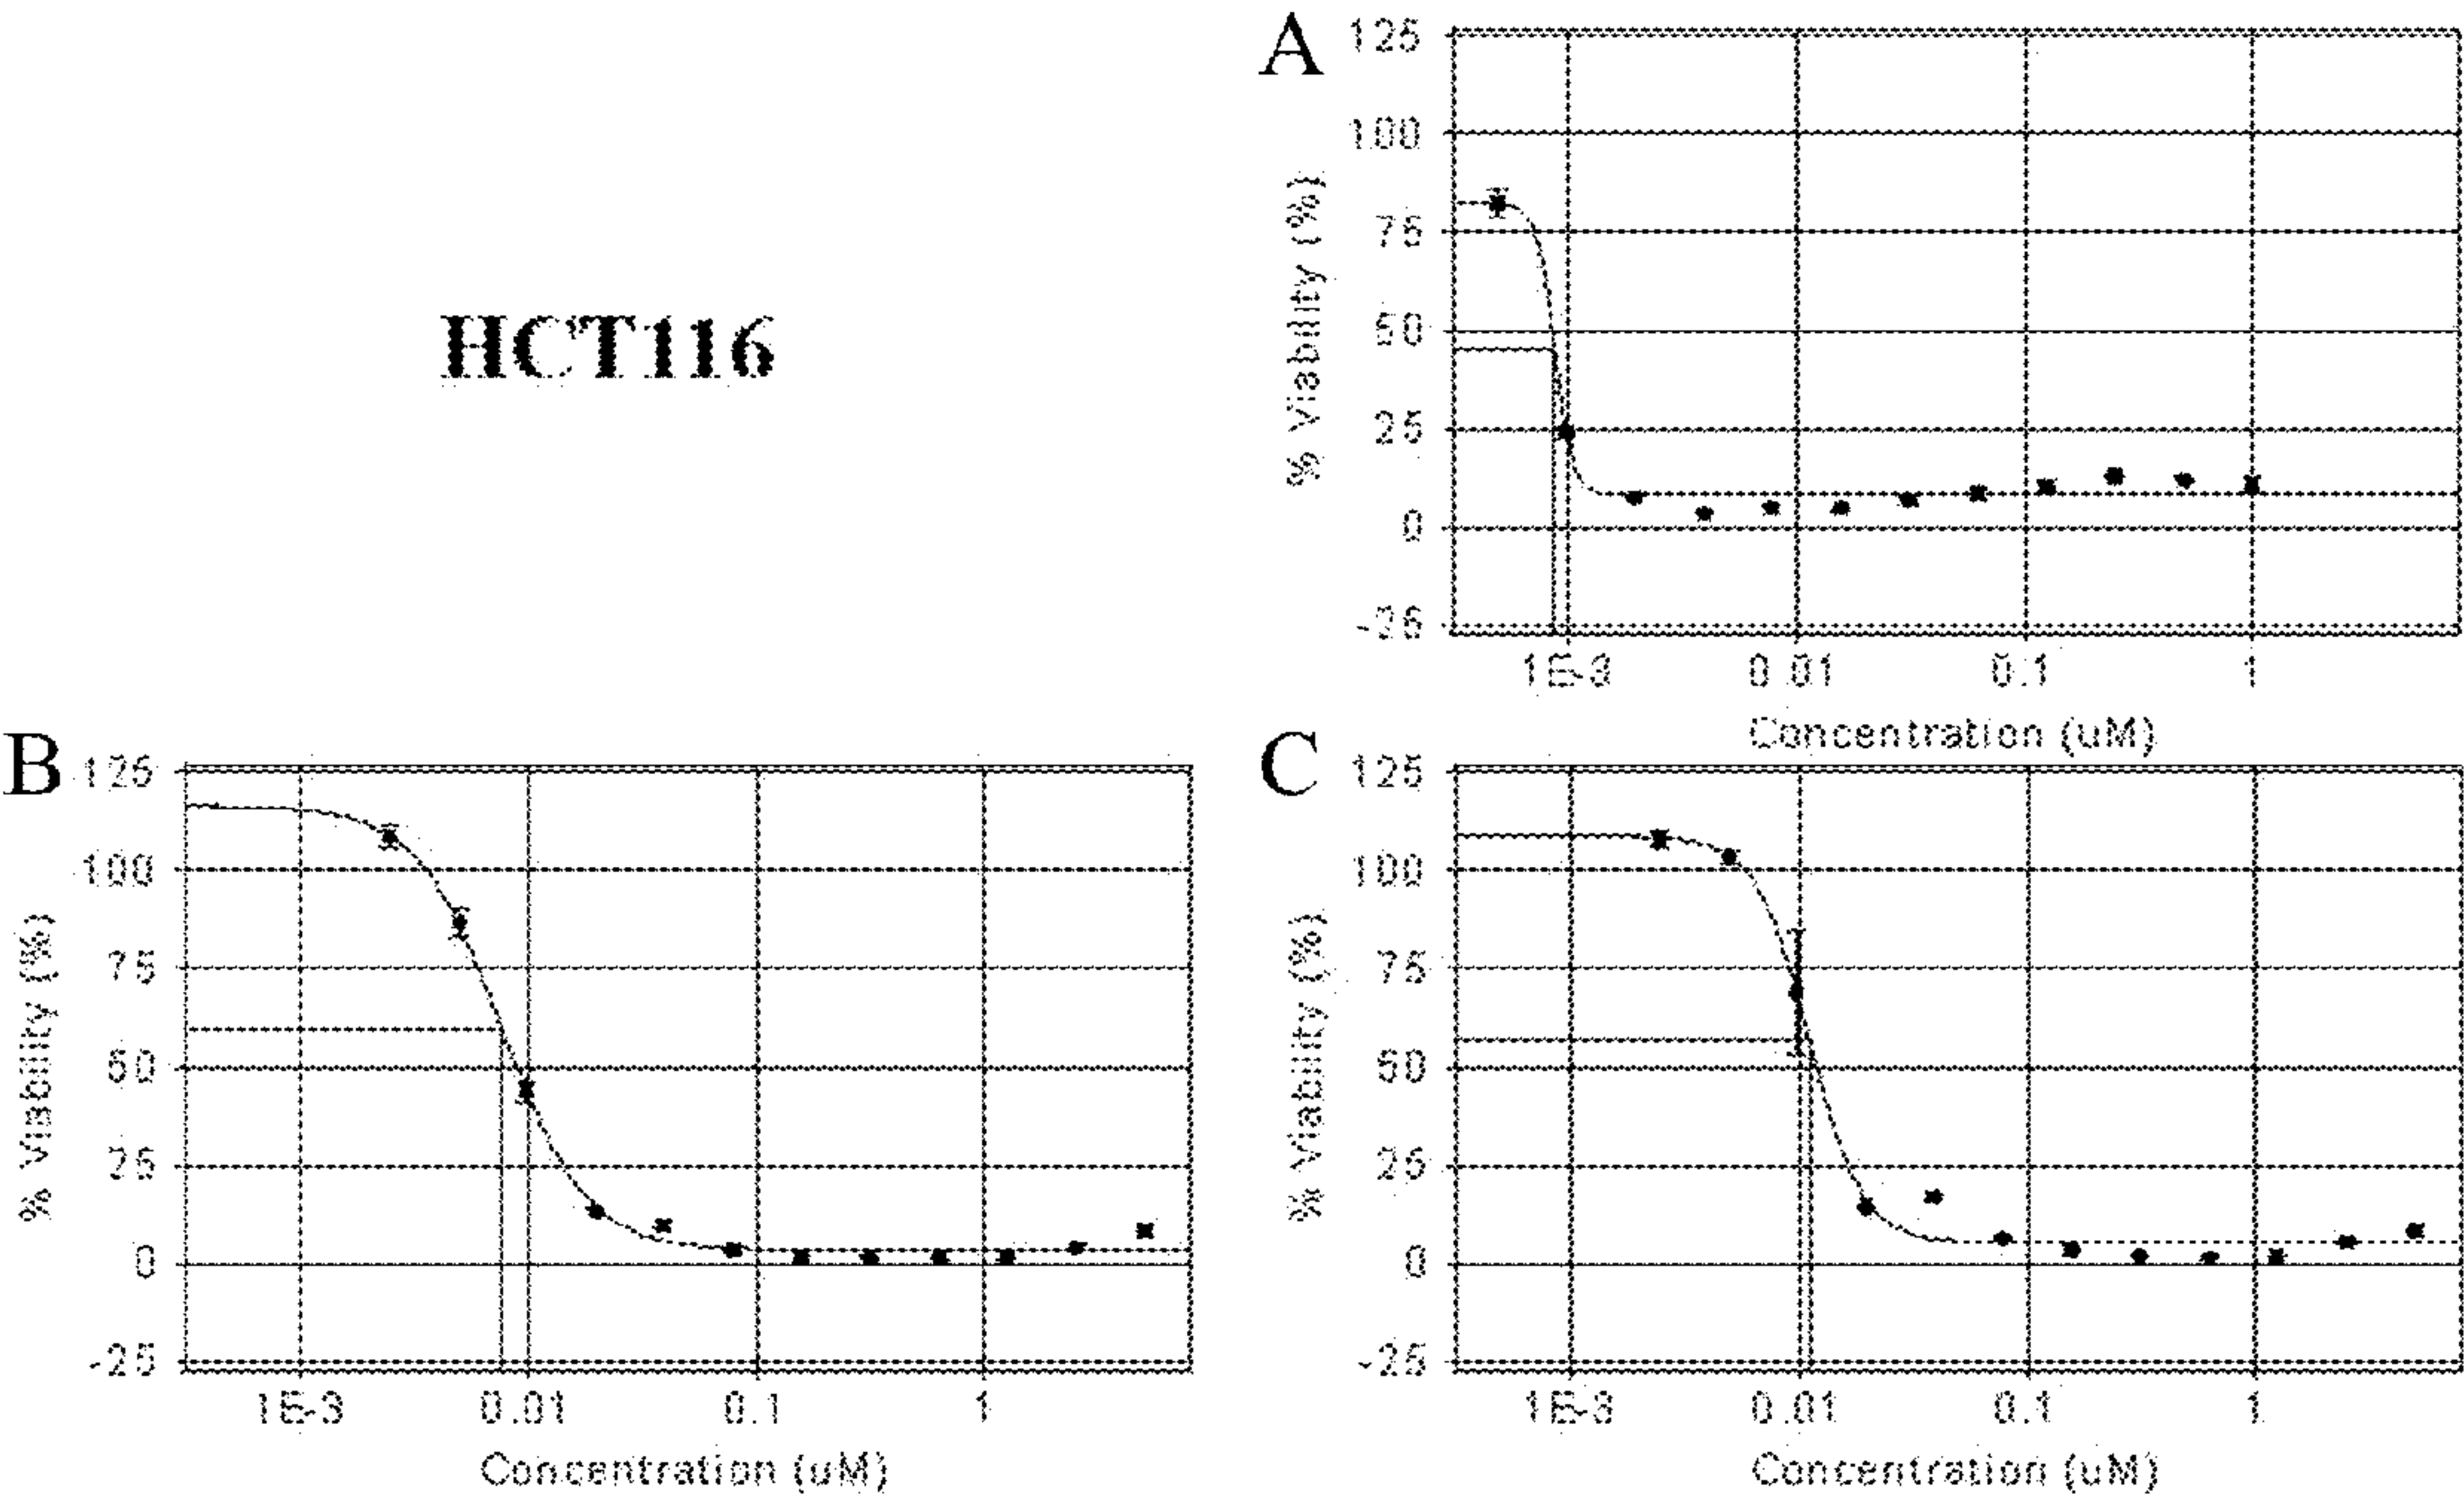 A
125
100
75
50
25
0
-25
% Viability (%)
1E-3 0.01 0.1 1
Concentration (uM)
HCT116
B
125
100
75
50
25
0
-25
% Viability (%)
1E-3 0.01 0.1 1
Concentration (uM)
C
125
100
75
50
25
0
-25
% Viability (%)
1E-3 0.01 0.1 1
Concentration (uM)